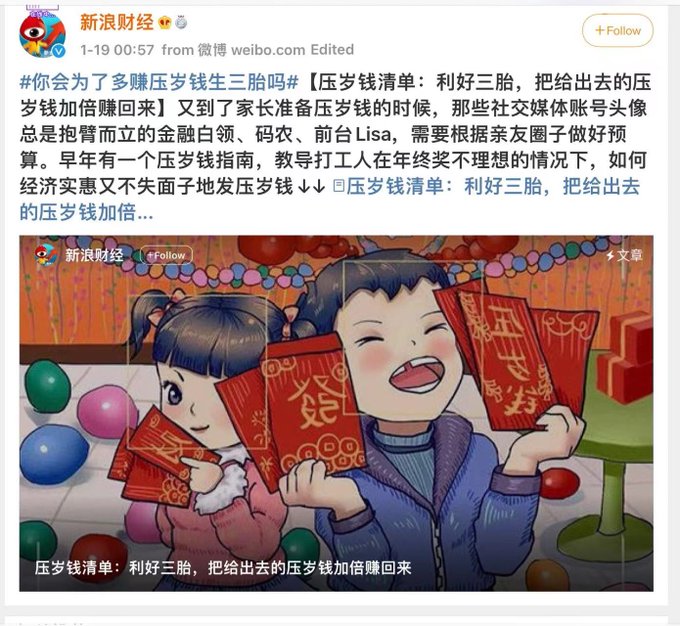 新浪财经
+Follow
1-19 00:57 from 微博 weibo.com Edited
#你会为了多赚压岁钱生三胎吗#【压岁钱清单：利好三胎，把给出去的压
岁钱加倍赚回来】又到了家长准备压岁钱的时候，那些社交媒体账号头像
总是抱臂而立的金融白领、码农、前台Lisa，需要根据亲友圈子做好预
算。早年有一个压岁钱指南，教导打工人在年终奖不理想的情况下，如何
经济实惠又不失面子地发压岁钱↓↓ 压岁钱清单：利好三胎，把给出去
的压岁钱加倍...
新浪财经
+Follow
文章
發
压岁钱
压岁钱清单：利好三胎，把给出去的压岁钱加倍赚回来